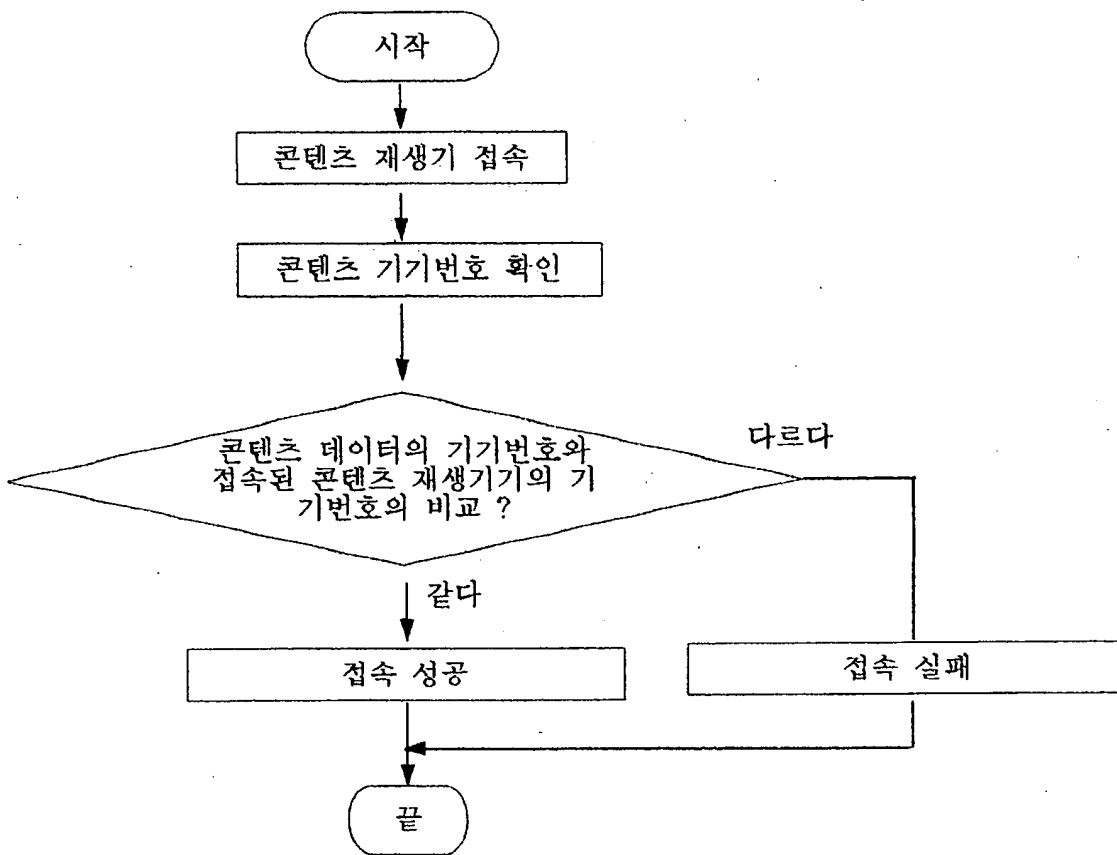 시작
콘텐츠 재생기 접속
콘텐츠 기기번호 확인
콘텐츠 데이터의 기기번호와
접속된 콘텐츠 재생기기의 기
기번호의 비교 ?
다르다
같다
접속 성공
접속 실패
끝